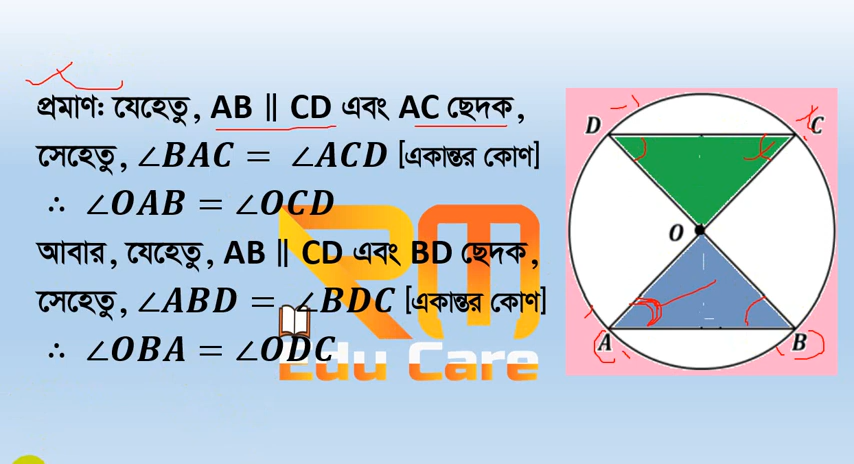 প্রমাণ: যেহেতু, AB ∥ CD এবং AC ছেদক,
সেহেতু, ∠BAC = ∠ACD [একান্তর কোণ]
∴ ∠OAB = ∠OCD
আবার, যেহেতু, AB ∥ CD এবং BD ছেদক,
সেহেতু, ∠ABD = ∠BDC [একান্তর কোণ]
∴ ∠OBA = ∠ODC
RM
Edu Care
D C
O
A B